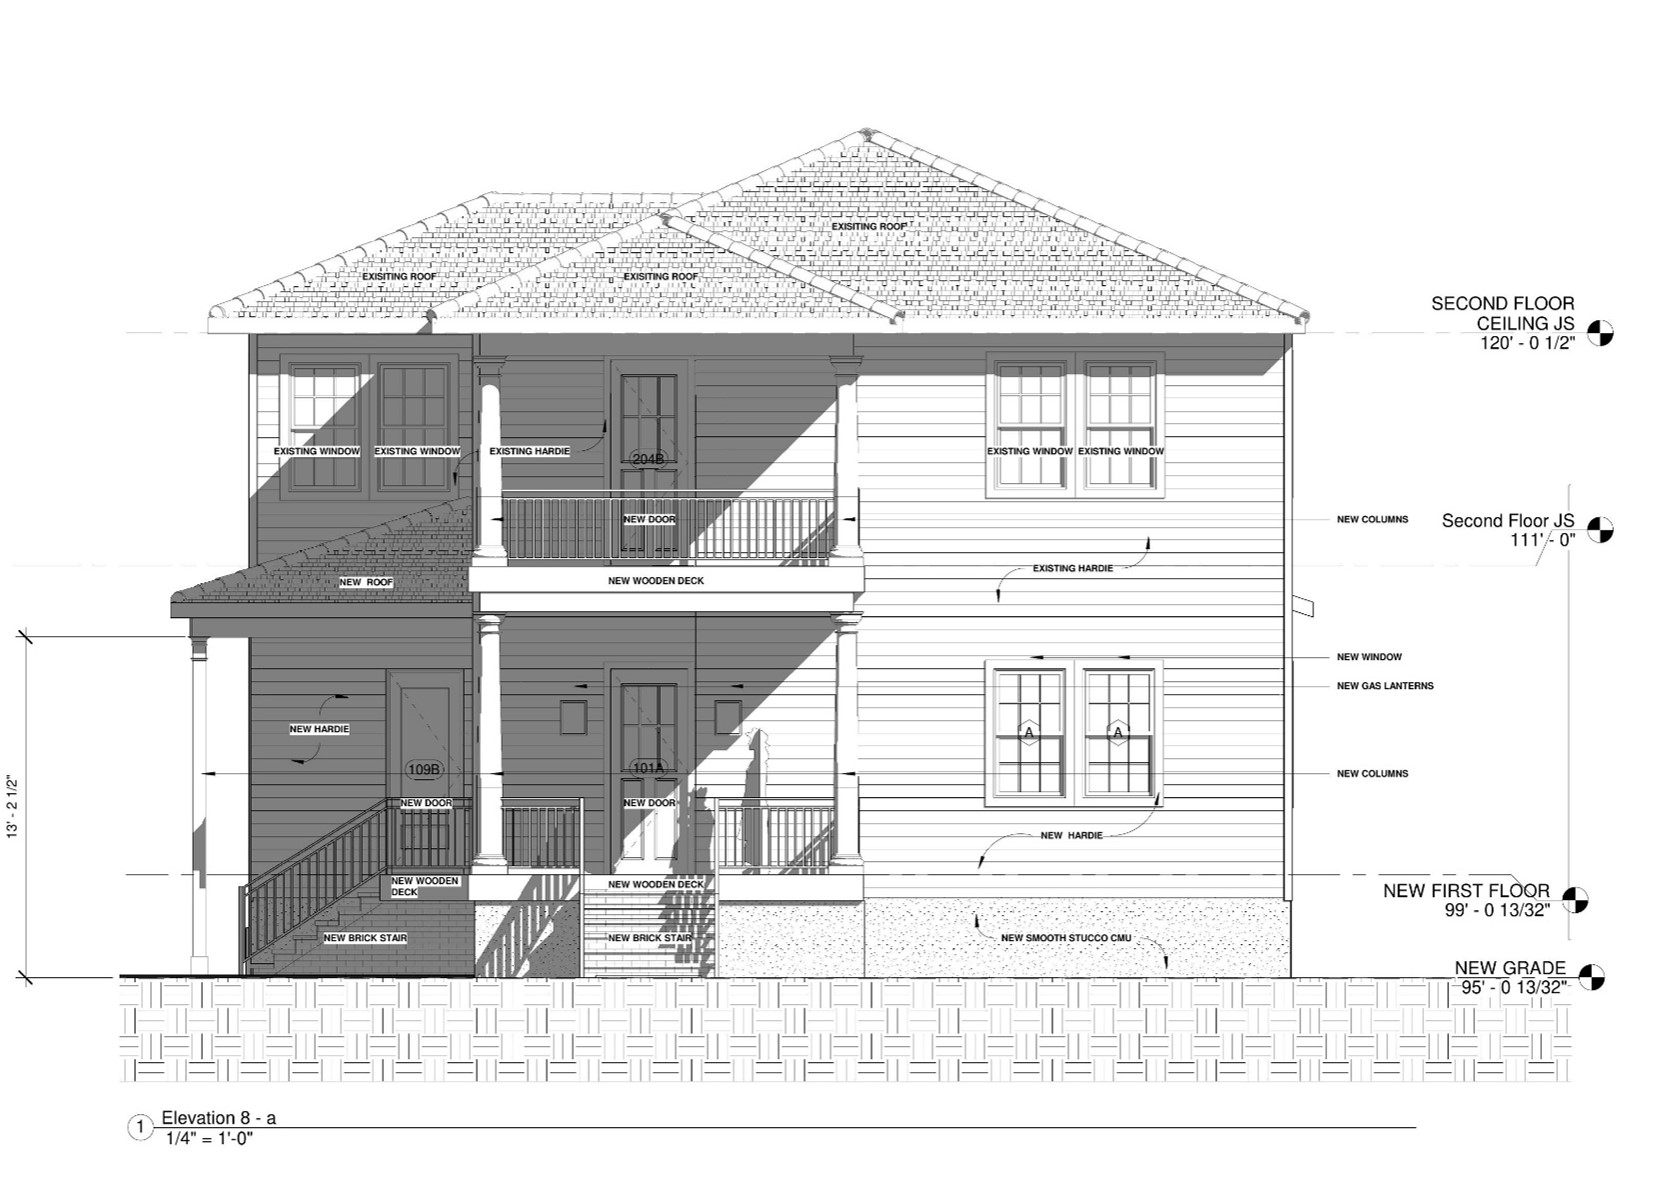 EXISITING ROOF
EXISITING ROOF
EXISITING ROOF
SECOND FLOOR
CEILING JS
120' - 0 1/2"
EXISTING WINDOW
EXISTING WINDOW
EXISTING HARDIE
204B
EXISTING WINDOW
EXISTING WINDOW
NEW DOOR
NEW COLUMNS
Second Floor JS
111' - 0"
EXISTING HARDIE
NEW ROOF
NEW WOODEN DECK
NEW WINDOW
NEW GAS LANTERNS
NEW HARDIE
A
A
109B
101A
NEW COLUMNS
13' - 2 1/2"
NEW DOOR
NEW DOOR
NEW HARDIE
NEW WOODEN
DECK
NEW WOODEN DECK
NEW FIRST FLOOR
99' - 0 13/32"
NEW BRICK STAIR
NEW BRICK STAIR
NEW SMOOTH STUCCO CMU
NEW GRADE
95' - 0 13/32"
1
Elevation 8 - a
1/4" = 1'-0"